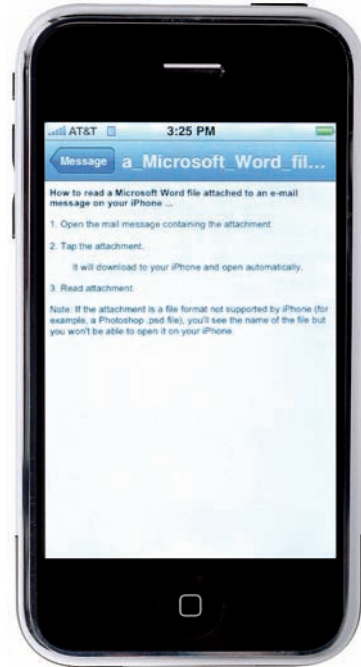 AT&T 3:25 PM
Message a_Microsoft_Word_fil...
How to read a Microsoft Word file attached to an e-mail
message on your iPhone ...
1. Open the mail message containing the attachment.
2. Tap the attachment.
It will download to your iPhone and open automatically.
3. Read attachment.
Note: If the attachment is a file format not supported by iPhone (for
example, a Photoshop .psd file), you'll see the name of the file but
you won't be able to open it on your iPhone.